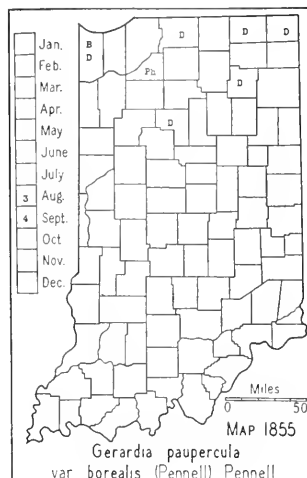 Jan.
Feb.
Mar.
Apr.
May
June
July
3 Aug.
4 Sept.
Oct
Nov.
Dec.
B
D
D
D
D
Ph
D
D
Miles
0 50
MAP 1855
Gerardia paupercula
var borealis (Pennell) Pennell